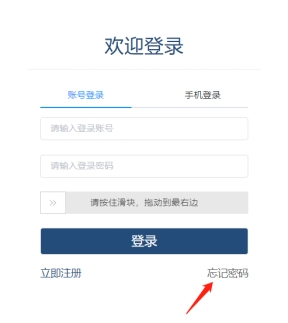 欢迎登录
账号登录 手机登录
请输入登录账号
请输入登录密码
>> 请按住滑块，拖动到最右边
登录
立即注册 忘记密码